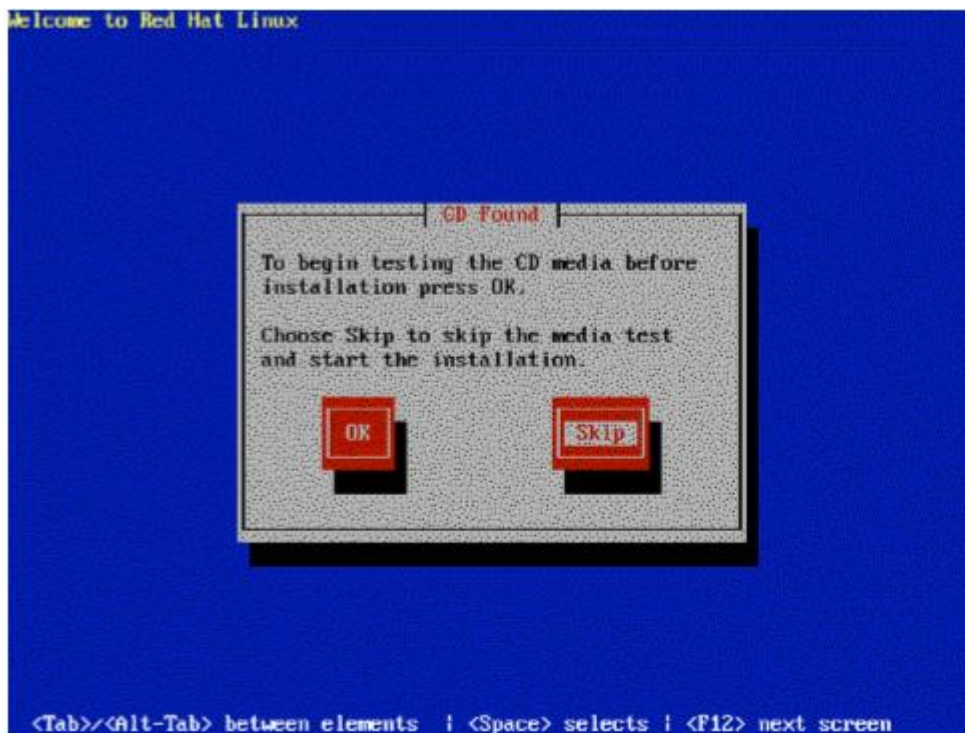 Welcome to Red Hat Linux
CD Found
To begin testing the CD media before
installation press OK.
Choose Skip to skip the media test
and start the installation.
OK
Skip
<Tab>/<Alt-Tab> between elements | <Space> selects | <F12> next screen